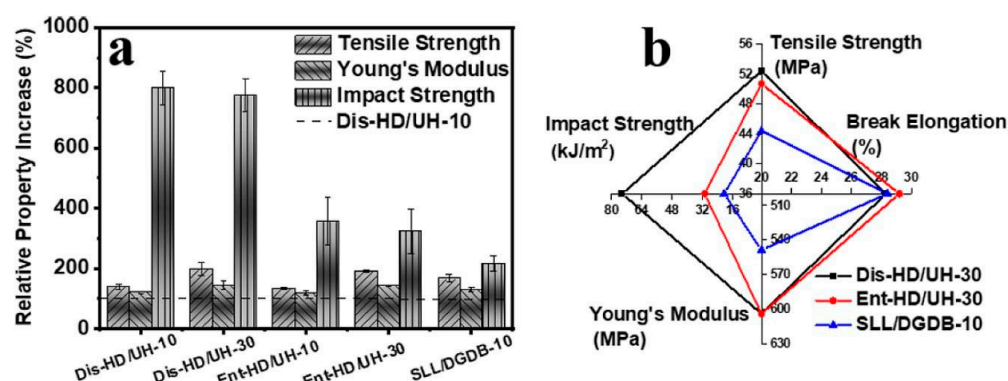 a
Relative Property Increase (%)
1000
800
600
400
200
0
Tensile Strength
Young's Modulus
Impact Strength
Dis-HD/UH-10
Dis-HD/UH-10
Dis-HD/UH-30
Ent-HD/UH-10
Ent-HD/UH-30
SLL/DGDB-10
b
Tensile Strength
(MPa)
Break Elongation
(%)
Impact Strength
(kJ/m²)
Young's Modulus
(MPa)
56
52
48
44
40
36
20 22 24 26 28 30
80 64 48 32 16
510
540
570
600
630
Dis-HD/UH-30
Ent-HD/UH-30
SLL/DGDB-10